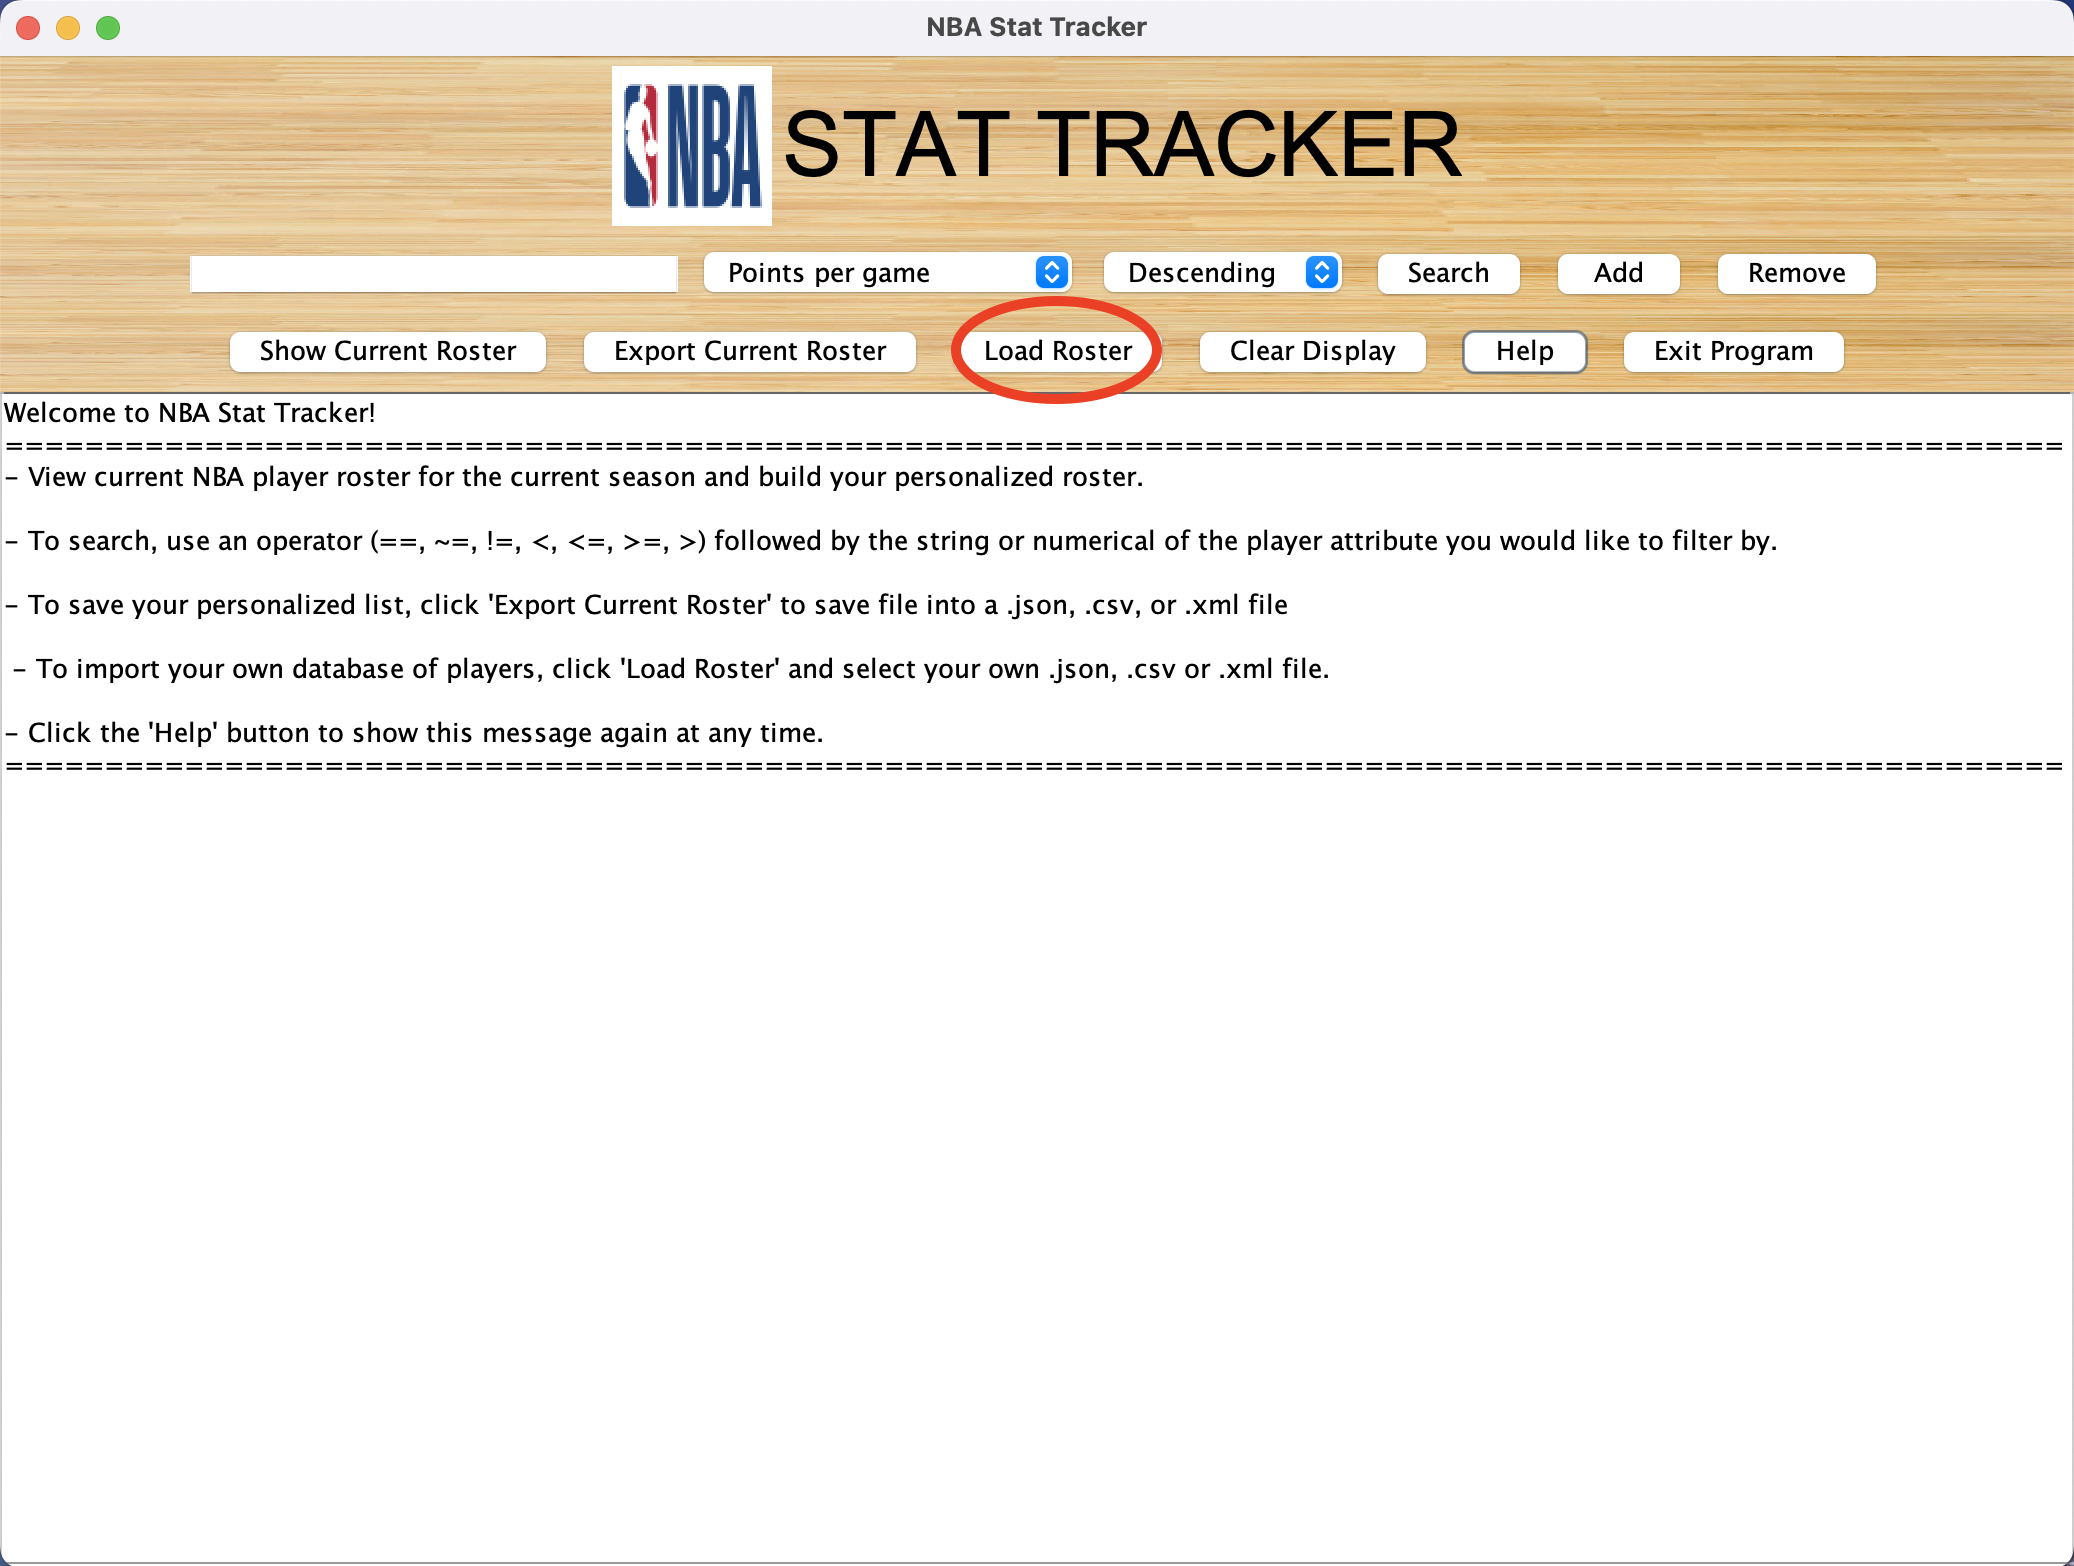 NBA Stat Tracker
NBA STAT TRACKER
Points per game Descending Search Add Remove
Show Current Roster Export Current Roster Load Roster Clear Display Help Exit Program
Welcome to NBA Stat Tracker!
=======================================================================================================
- View current NBA player roster for the current season and build your personalized roster.
- To search, use an operator (==, ~=, !=, <, <=, >=, >) followed by the string or numerical of the player attribute you would like to filter by.
- To save your personalized list, click 'Export Current Roster' to save file into a .json, .csv, or .xml file
- To import your own database of players, click 'Load Roster' and select your own .json, .csv or .xml file.
- Click the 'Help' button to show this message again at any time.
=======================================================================================================